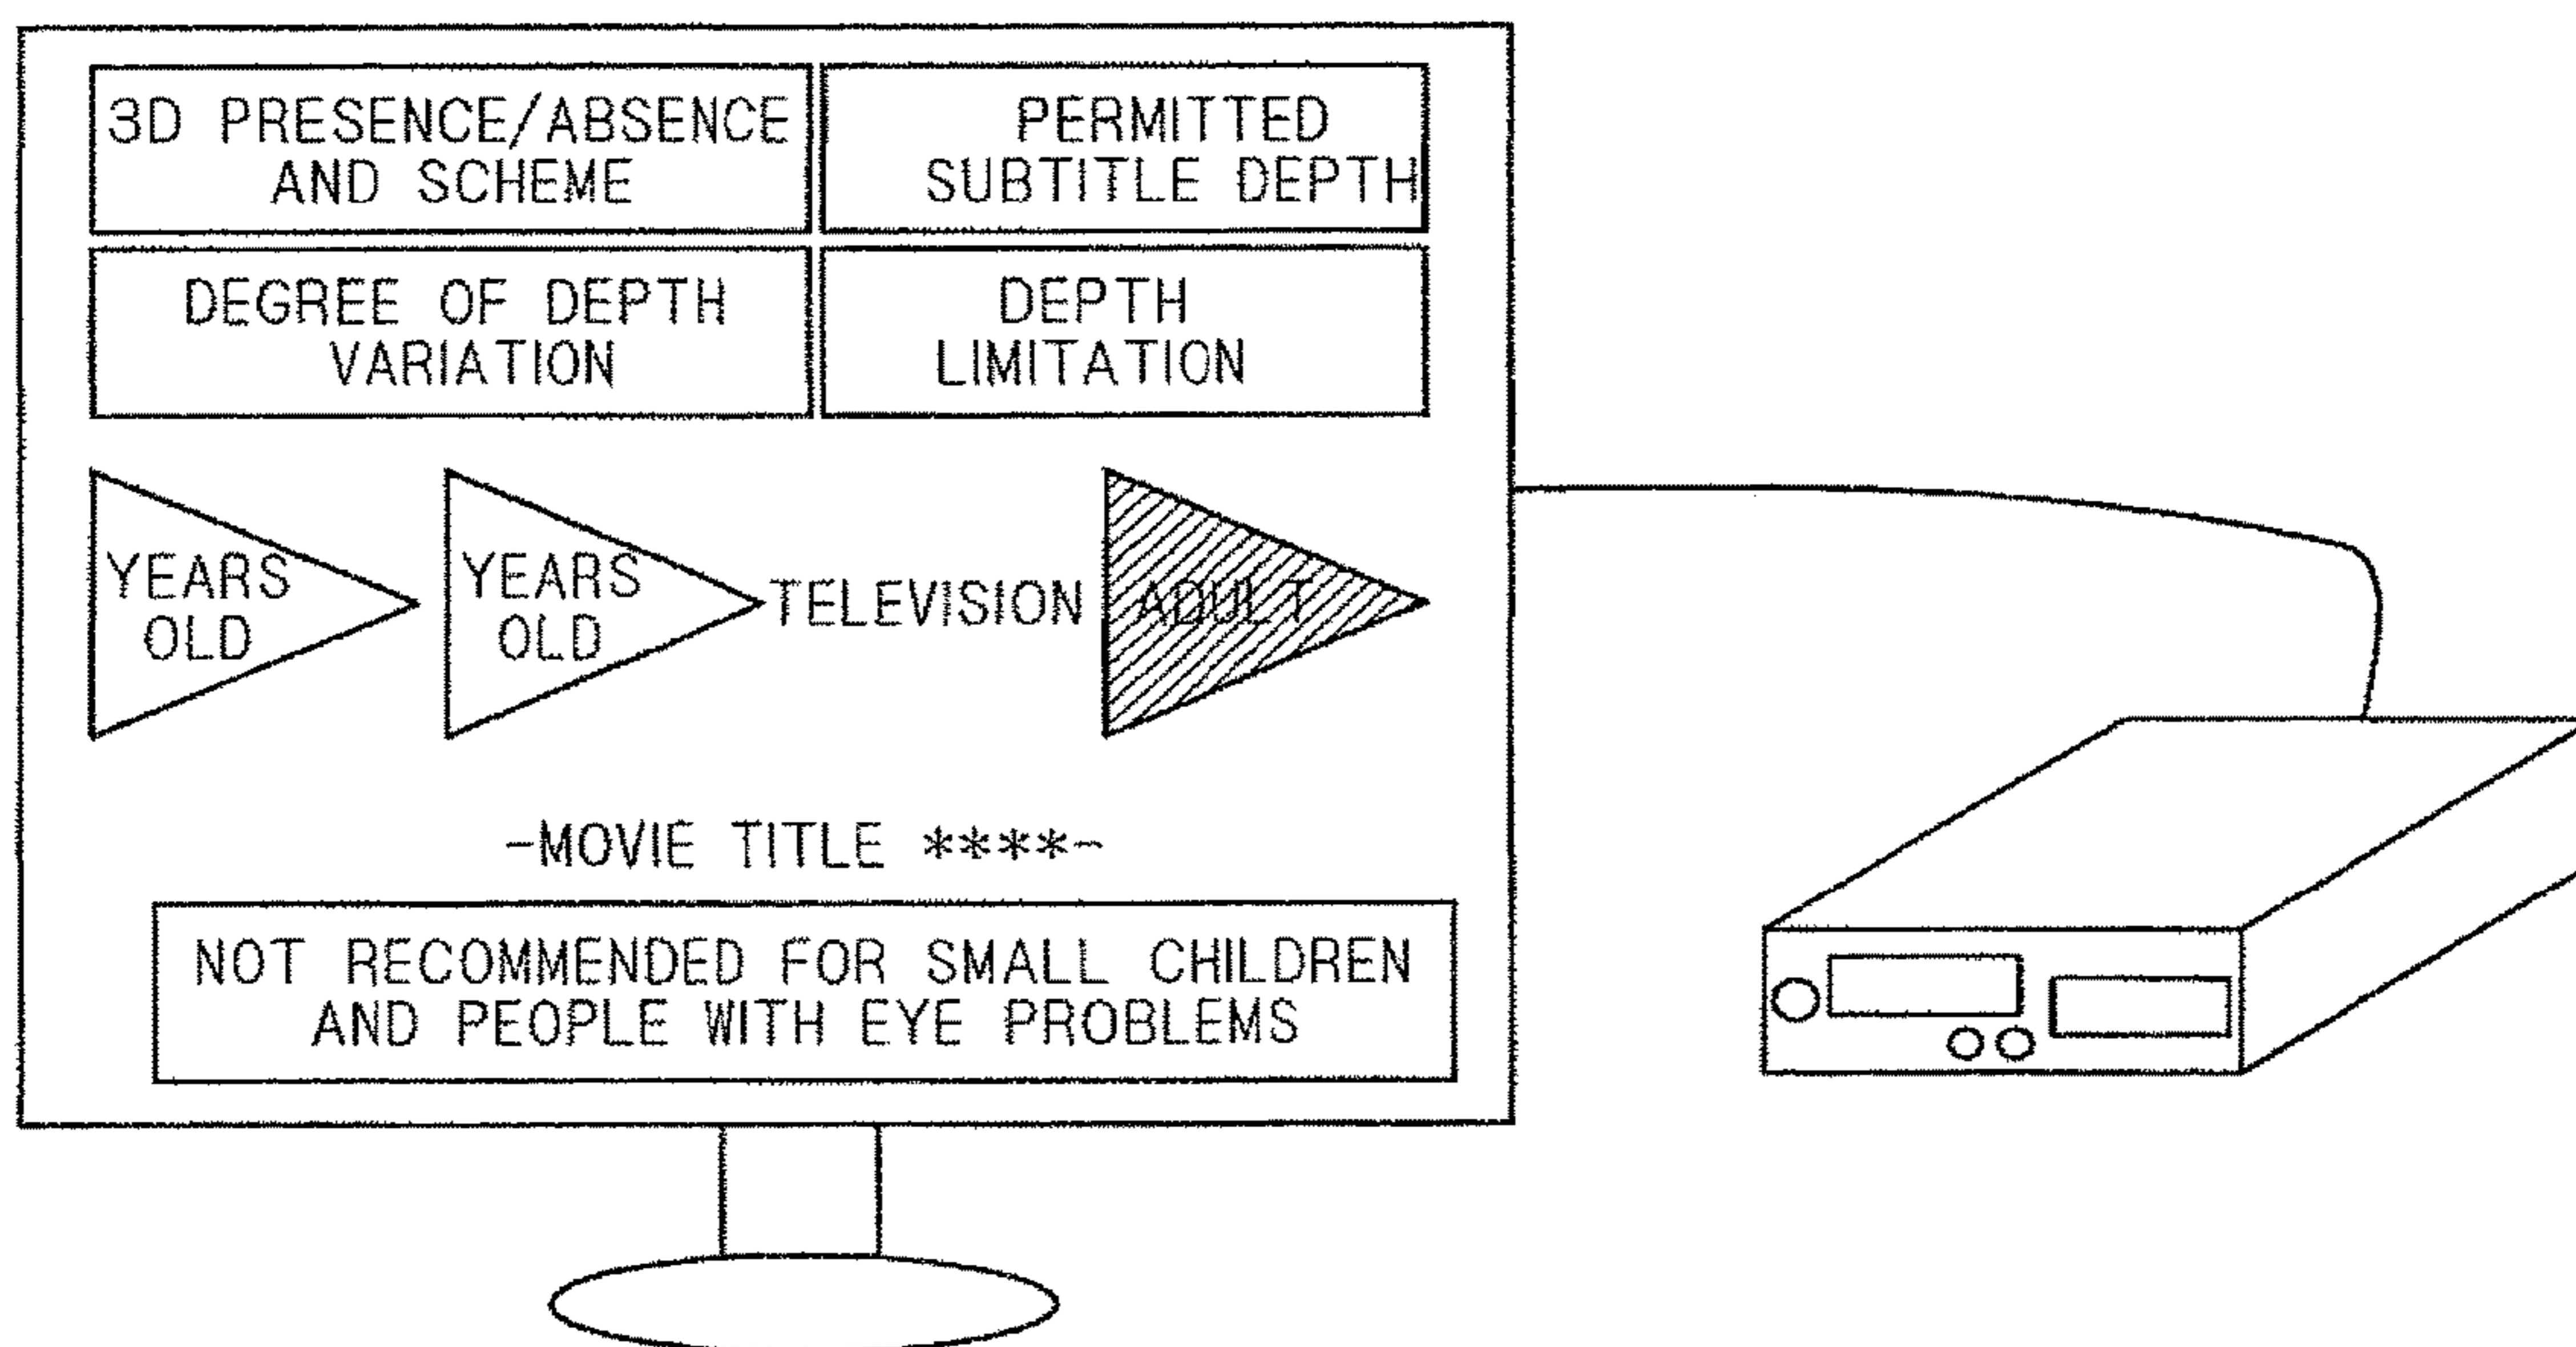 3D PRESENCE/ABSENCE
AND SCHEME
PERMITTED
SUBTITLE DEPTH
DEGREE OF DEPTH
VARIATION
DEPTH
LIMITATION
YEARS
OLD
YEARS
OLD
TELEVISION
ADULT
-MOVIE TITLE ****-
NOT RECOMMENDED FOR SMALL CHILDREN
AND PEOPLE WITH EYE PROBLEMS